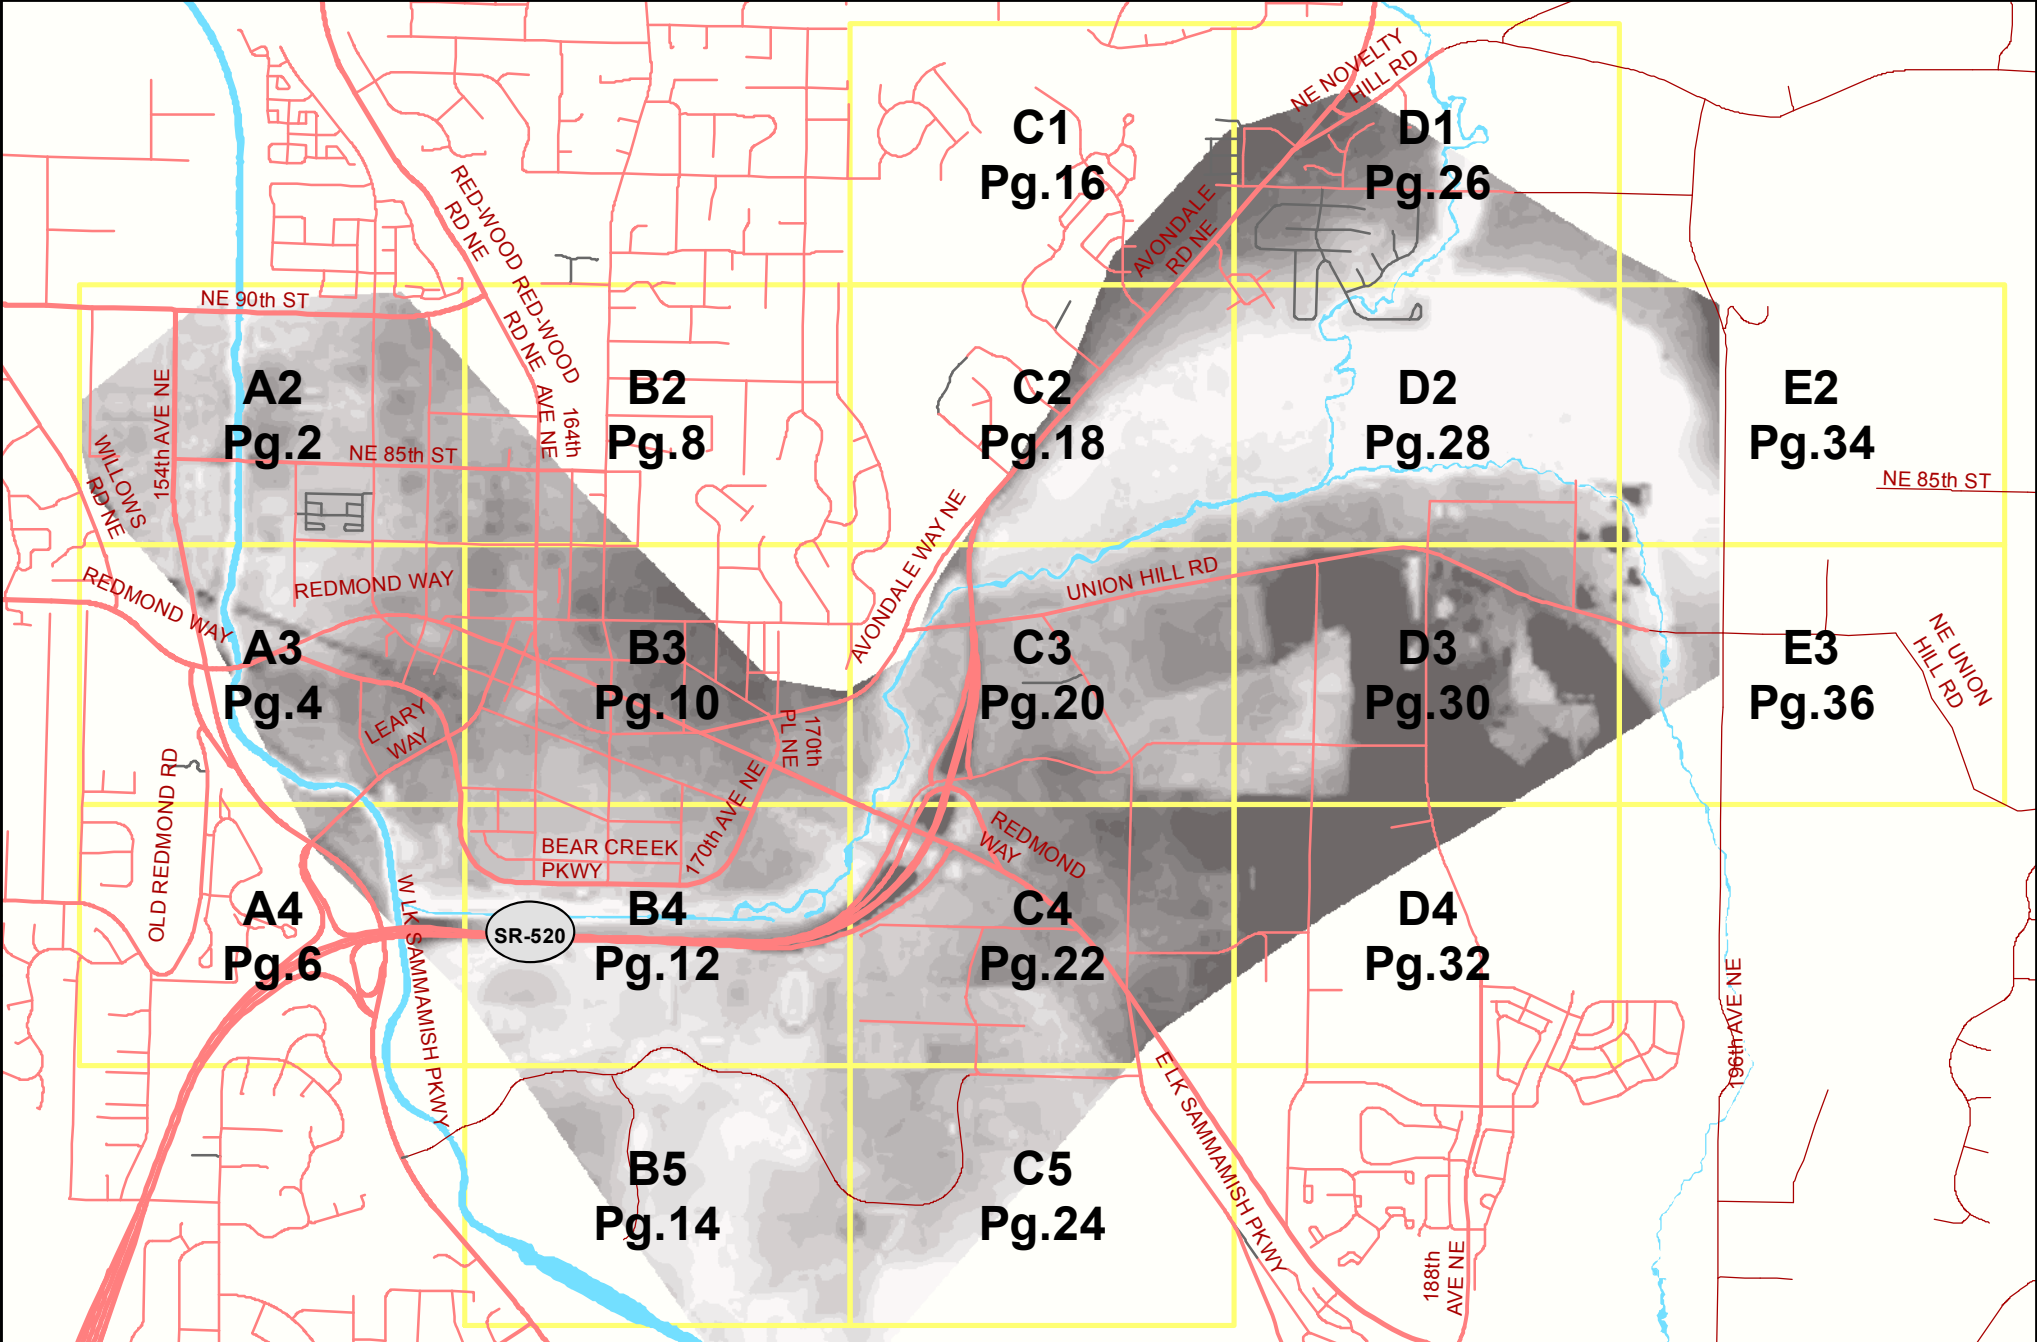 NE NOVELTY
HILL RD
C1
Pg.16
D1
Pg.26
RED-WOOD
RD NE
RED-WOOD
RD NE
AVONDALE
RD NE
NE 90th ST
A2
Pg.2
B2
Pg.8
C2
Pg.18
D2
Pg.28
E2
Pg.34
154th AVE NE
164th
AVE NE
WILLOWS
RD NE
NE 85th ST
NE 85th ST
AVONDALE WAY NE
REDMOND WAY
REDMOND WAY
UNION HILL RD
NE UNION
HILL RD
A3
Pg.4
B3
Pg.10
C3
Pg.20
D3
Pg.30
E3
Pg.36
LEARY
WAY
170th
PL NE
OLD REDMOND RD
170th AVE NE
BEAR CREEK
PKWY
REDMOND
WAY
A4
Pg.6
SR-520
B4
Pg.12
C4
Pg.22
D4
Pg.32
W LK SAMMAMISH PKWY
196th AVE NE
E LK SAMMAMISH PKWY
B5
Pg.14
C5
Pg.24
188th
AVE NE